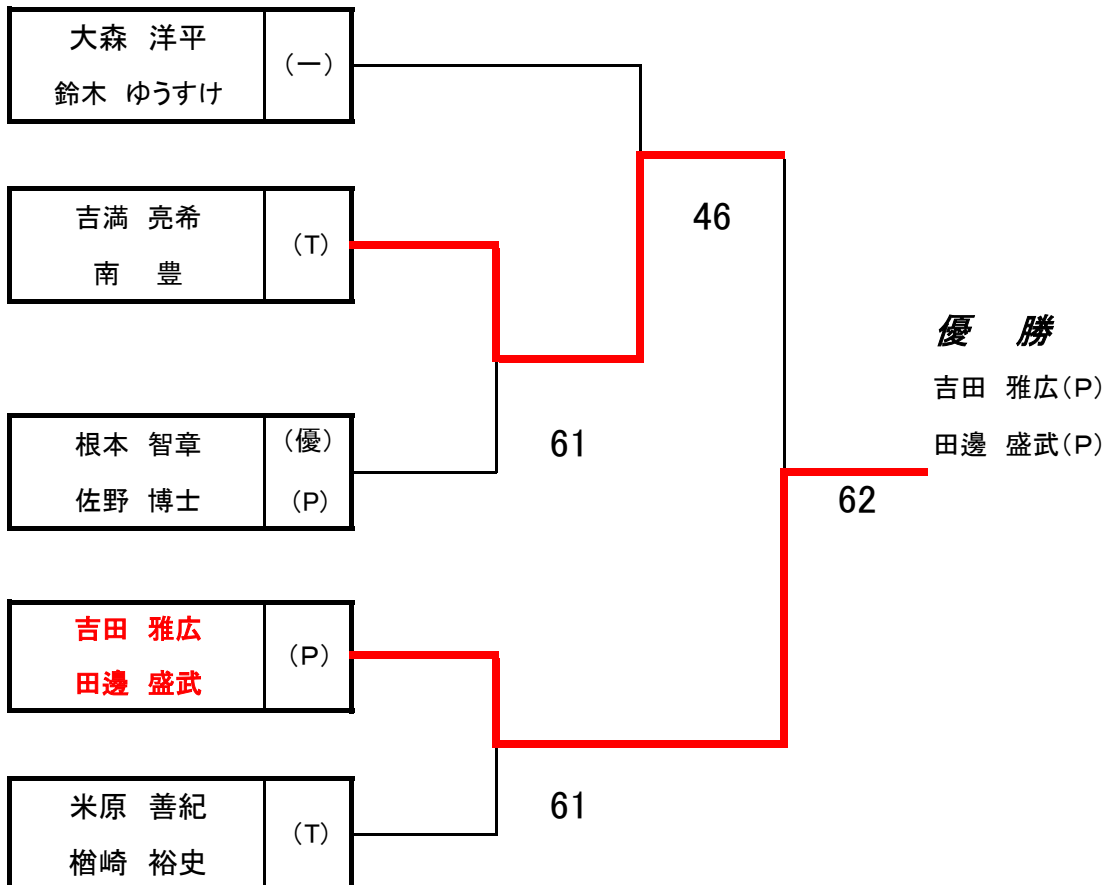 大森 洋平
(一)
鈴木 ゆうすけ
吉満 亮希
(T)
南 豊
46
優 勝
吉田 雅広(P)
田邊 盛武(P)
根本 智章
(優)
佐野 博士
(P)
61
62
吉田 雅広
(P)
田邊 盛武
米原 善紀
(T)
楢崎 裕史
61